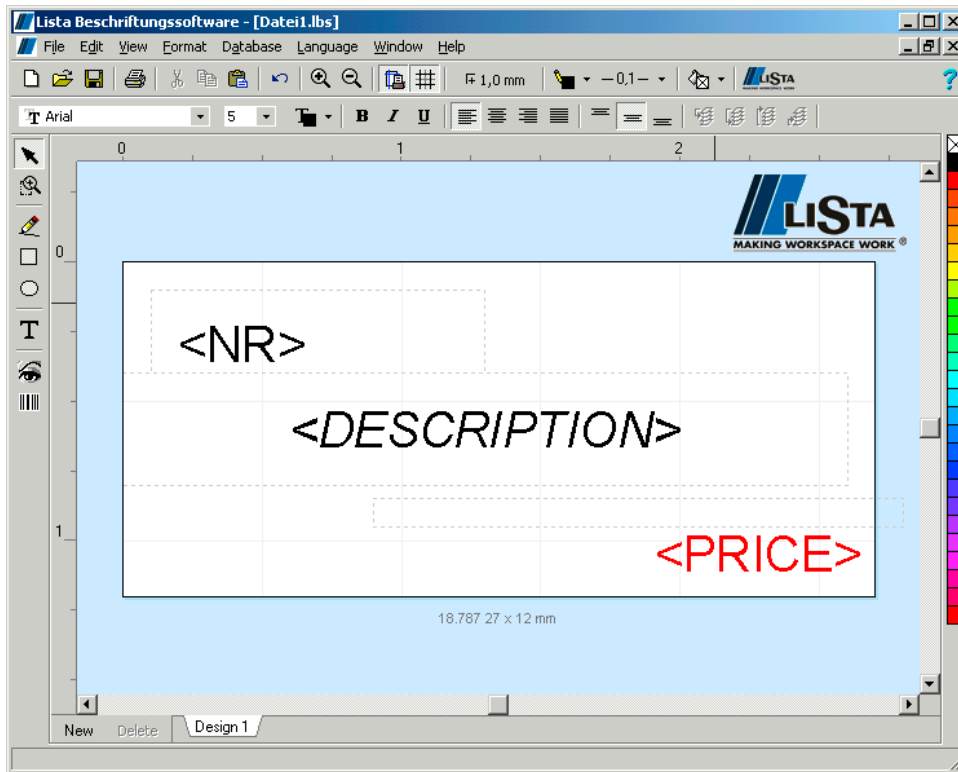 Lista Beschriftungssoftware - [Datei1.lbs]
File Edit View Format Database Language Window Help
1,0 mm 0,1 LISTA ?
Arial 5 B I U
0 1 2
LISTA
MAKING WORKSPACE WORK ®
0
<NR>
<DESCRIPTION>
1
<PRICE>
18.787 27 x 12 mm
New Delete Design 1